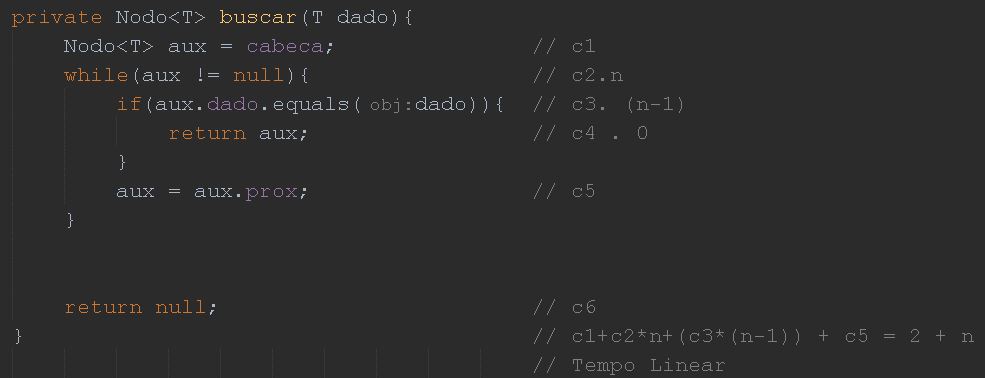 private Nodo<T> buscar(T dado){
Nodo<T> aux = cabeca; // c1
while(aux != null){ // c2.n
if(aux.dado.equals( obj:dado)){ // c3. (n-1)
return aux; // c4 . 0
}
aux = aux.prox; // c5
}
return null; // c6
} // c1+c2*n+(c3*(n-1)) + c5 = 2 + n
// Tempo Linear